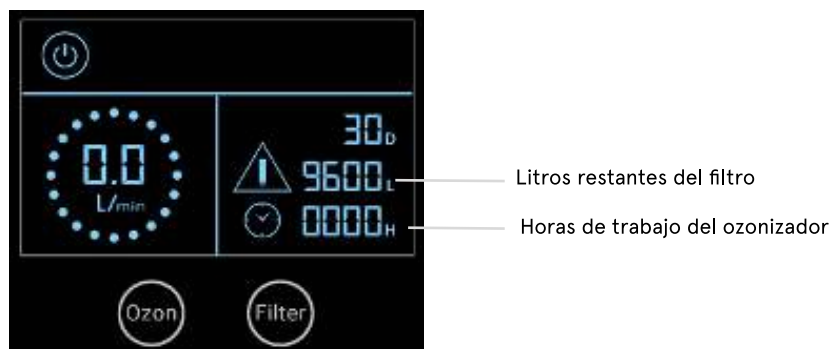 0.0
L/min
30D
9600L
0000H
Litros restantes del filtro
Horas de trabajo del ozonizador
Ozon
Filter